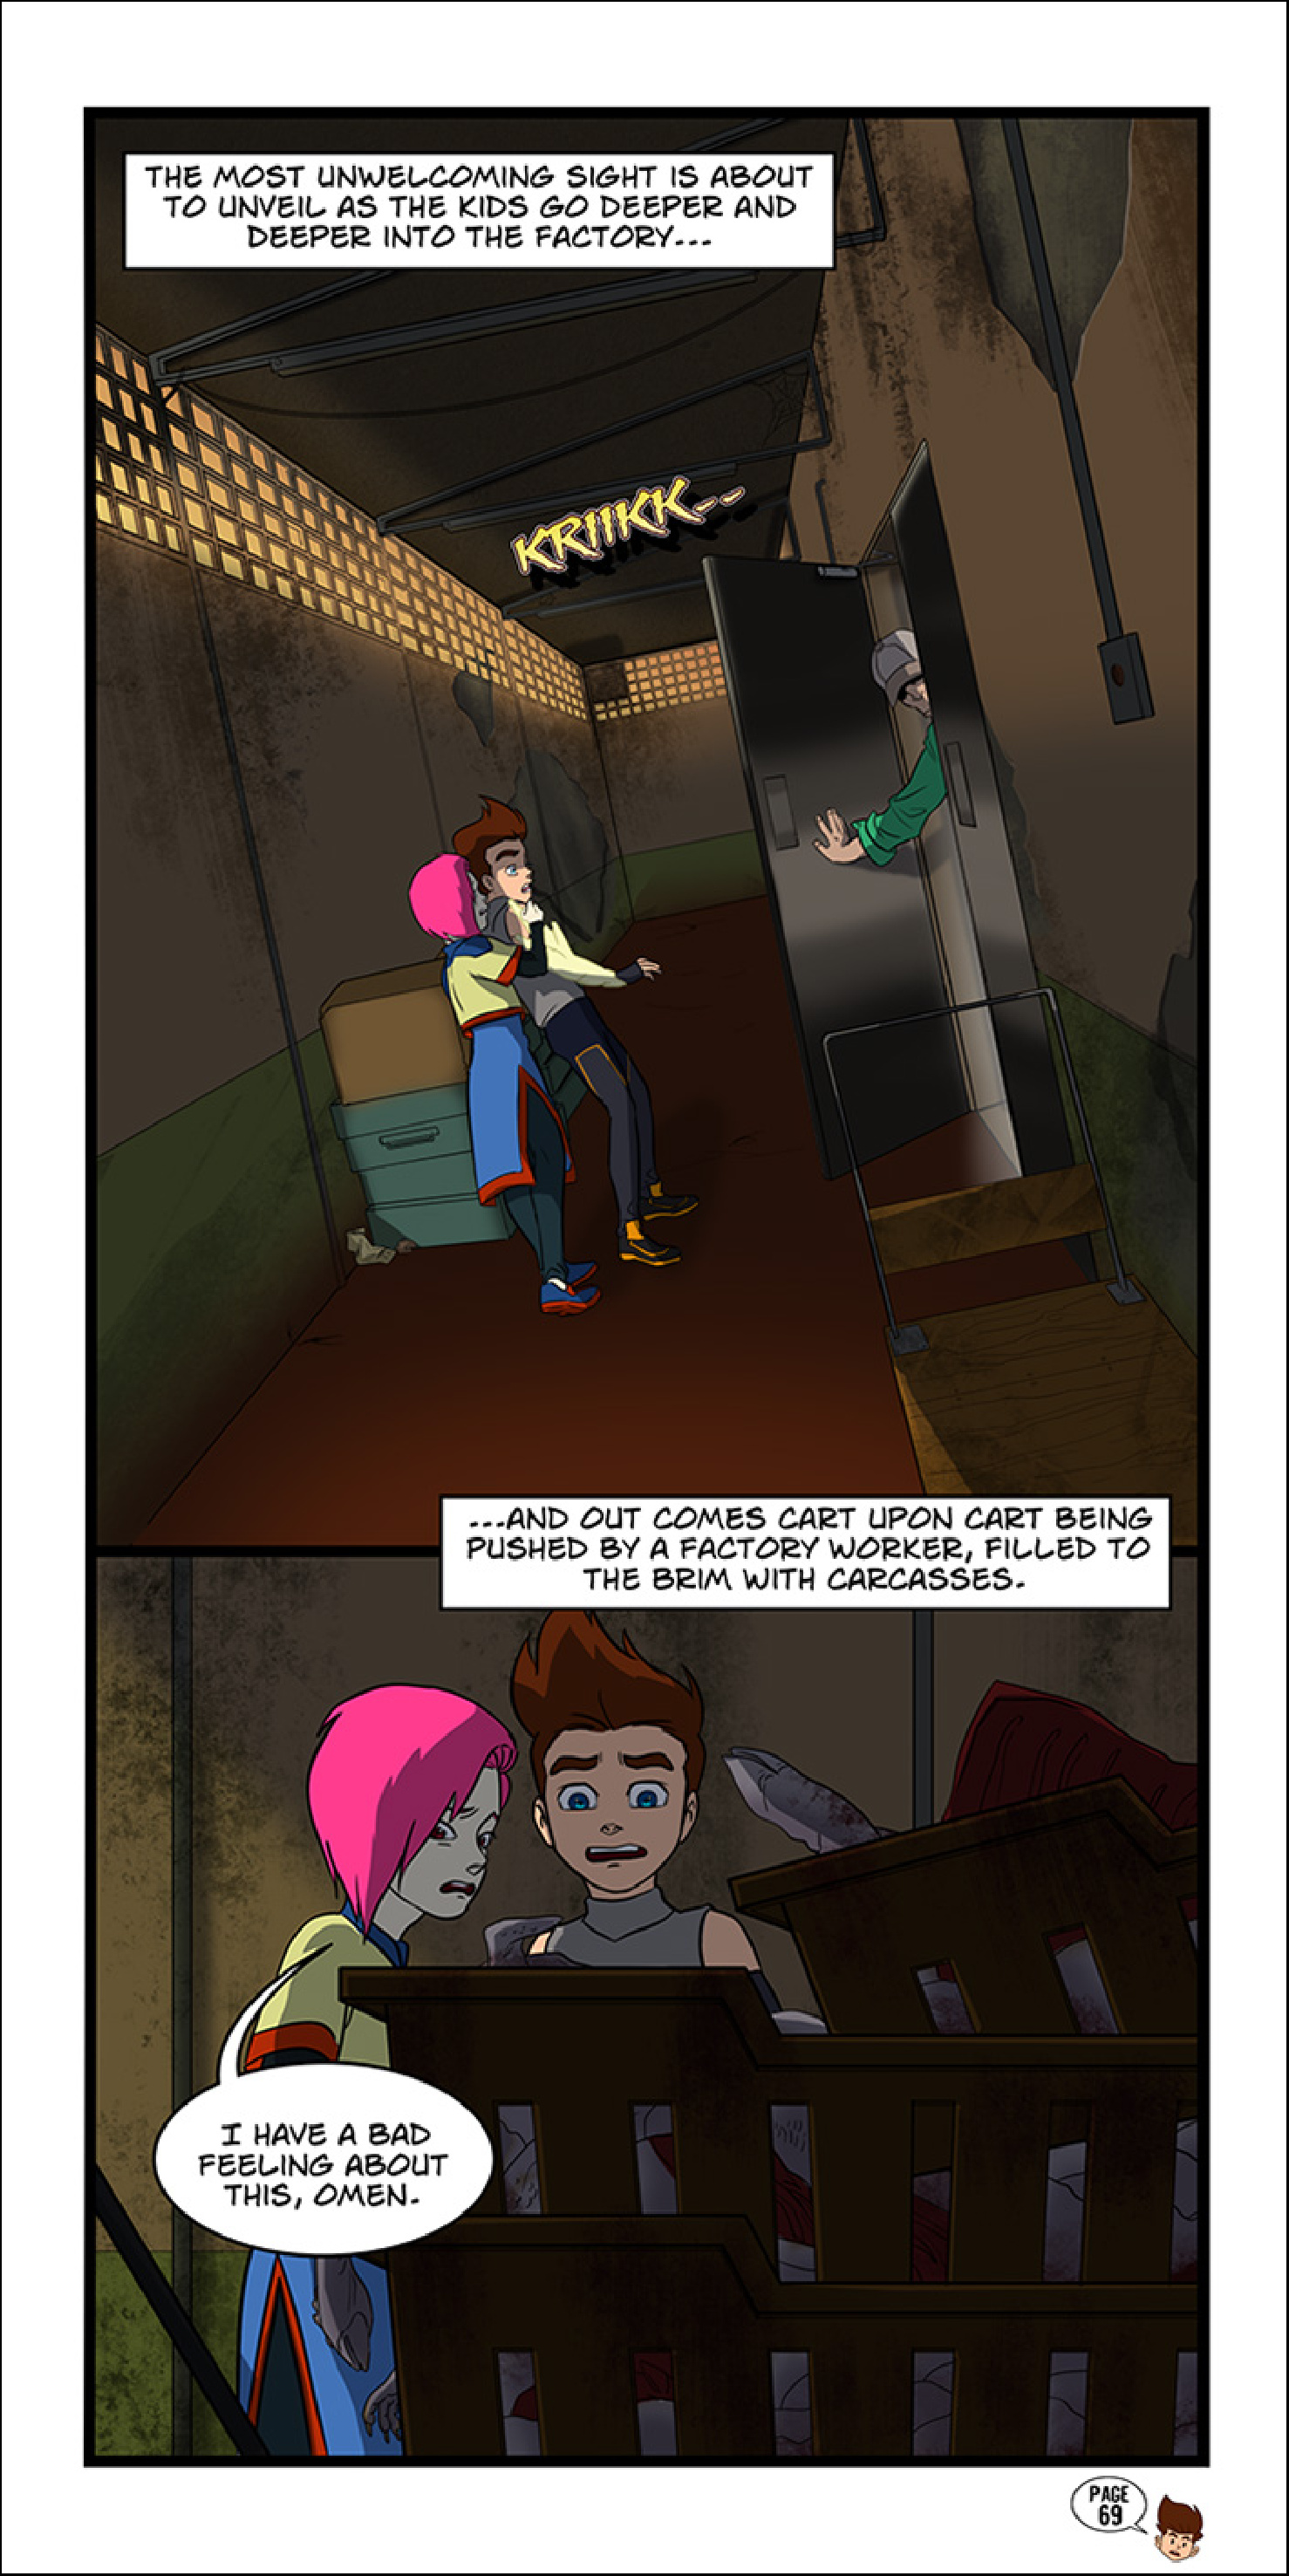 THE MOST UNWELCOMING SIGHT IS ABOUT
TO UNVEIL AS THE KIDS GO DEEPER AND
DEEPER INTO THE FACTORY...
KRIIKK--
...AND OUT COMES CART UPON CART BEING
PUSHED BY A FACTORY WORKER, FILLED TO
THE BRIM WITH CARCASSES.
I HAVE A BAD
FEELING ABOUT
THIS, OMEN.
PAGE
69